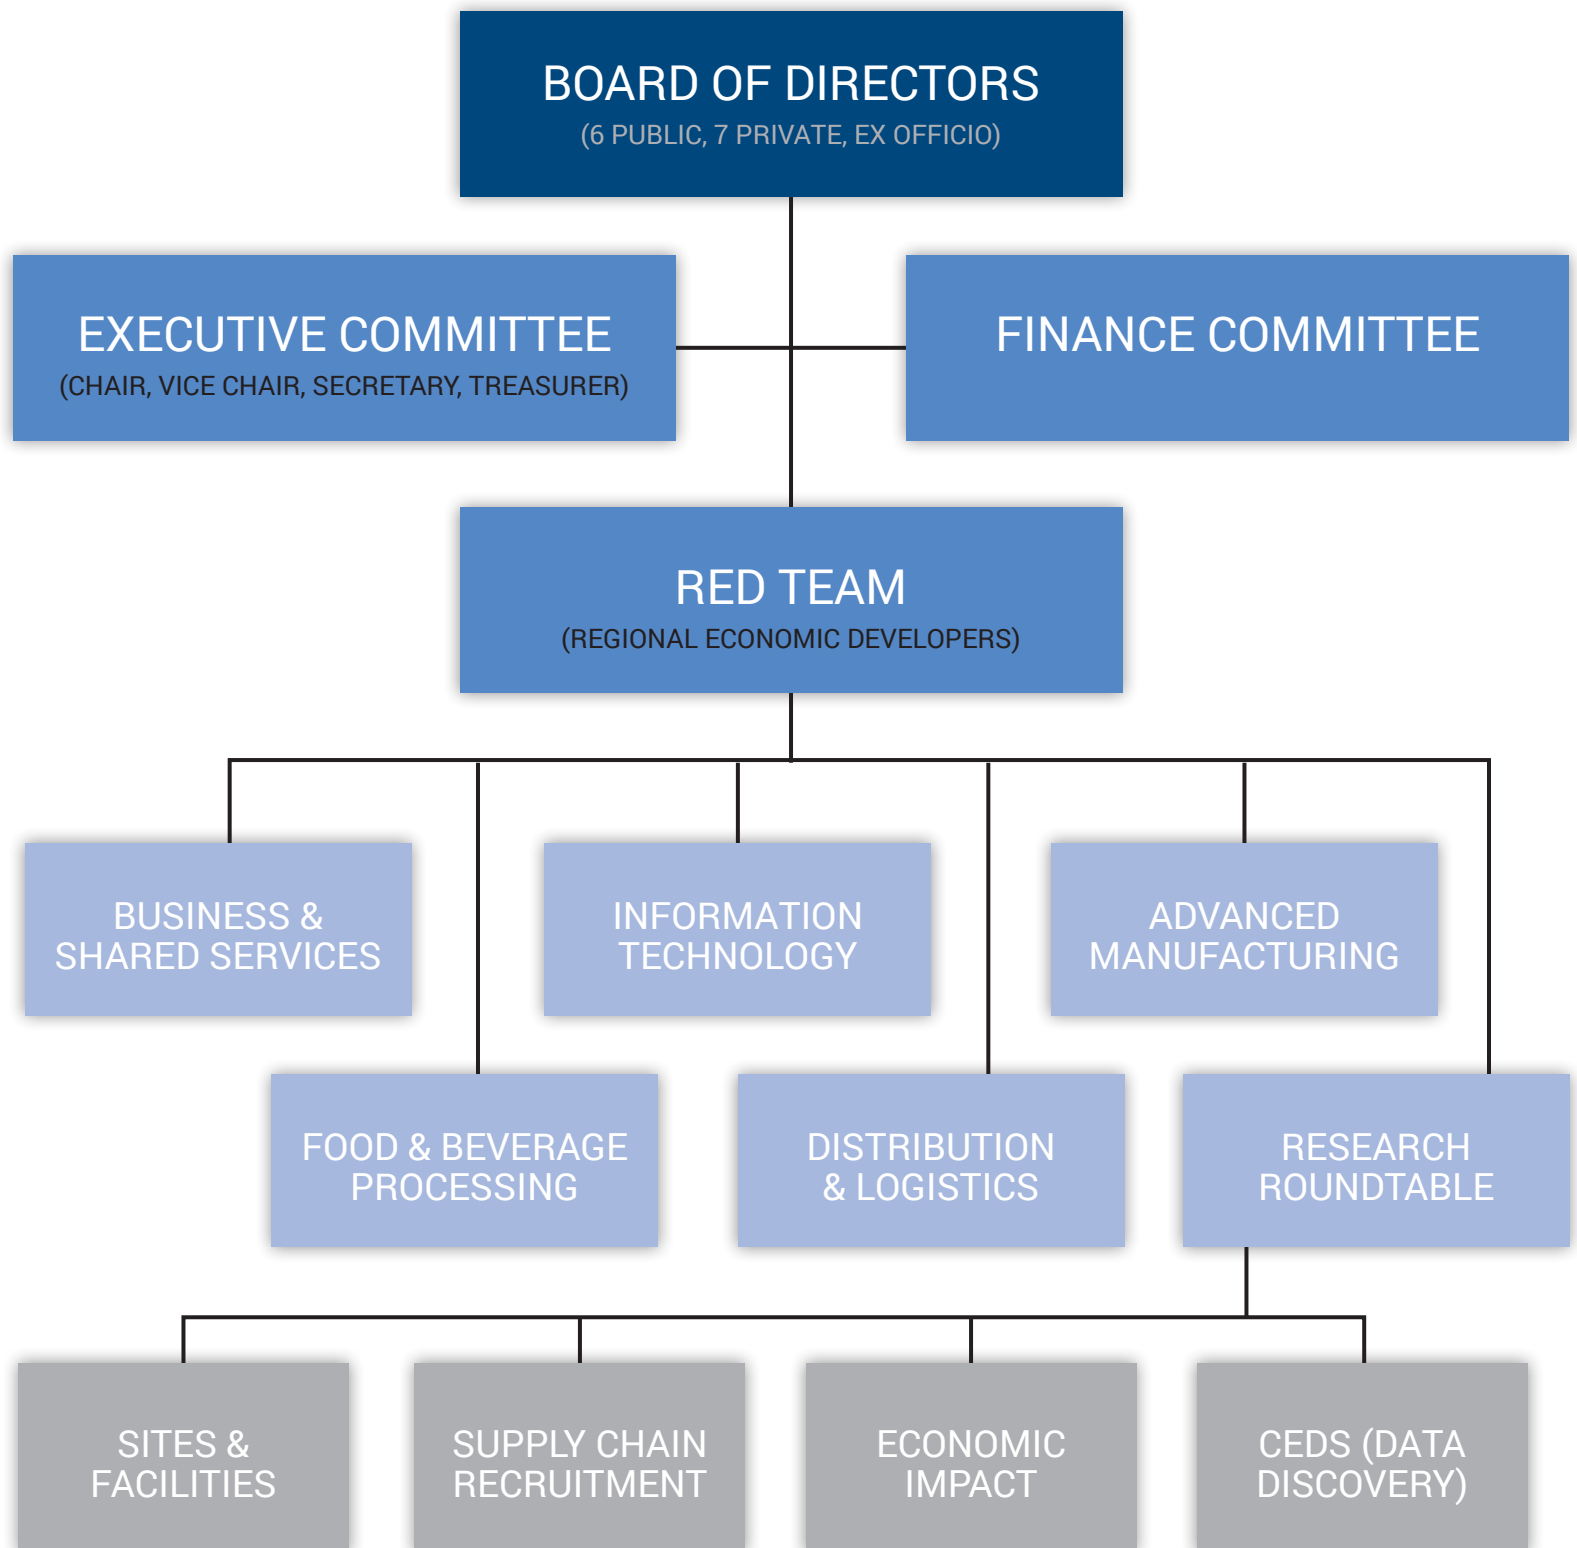 BOARD OF DIRECTORS
(6 PUBLIC, 7 PRIVATE, EX OFFICIO)
EXECUTIVE COMMITTEE
(CHAIR, VICE CHAIR, SECRETARY, TREASURER)
FINANCE COMMITTEE
RED TEAM
(REGIONAL ECONOMIC DEVELOPERS)
BUSINESS &
SHARED SERVICES
INFORMATION
TECHNOLOGY
ADVANCED
MANUFACTURING
FOOD & BEVERAGE
PROCESSING
DISTRIBUTION
& LOGISTICS
RESEARCH
ROUNDTABLE
SITES &
FACILITIES
SUPPLY CHAIN
RECRUITMENT
ECONOMIC
IMPACT
CEDS (DATA
DISCOVERY)